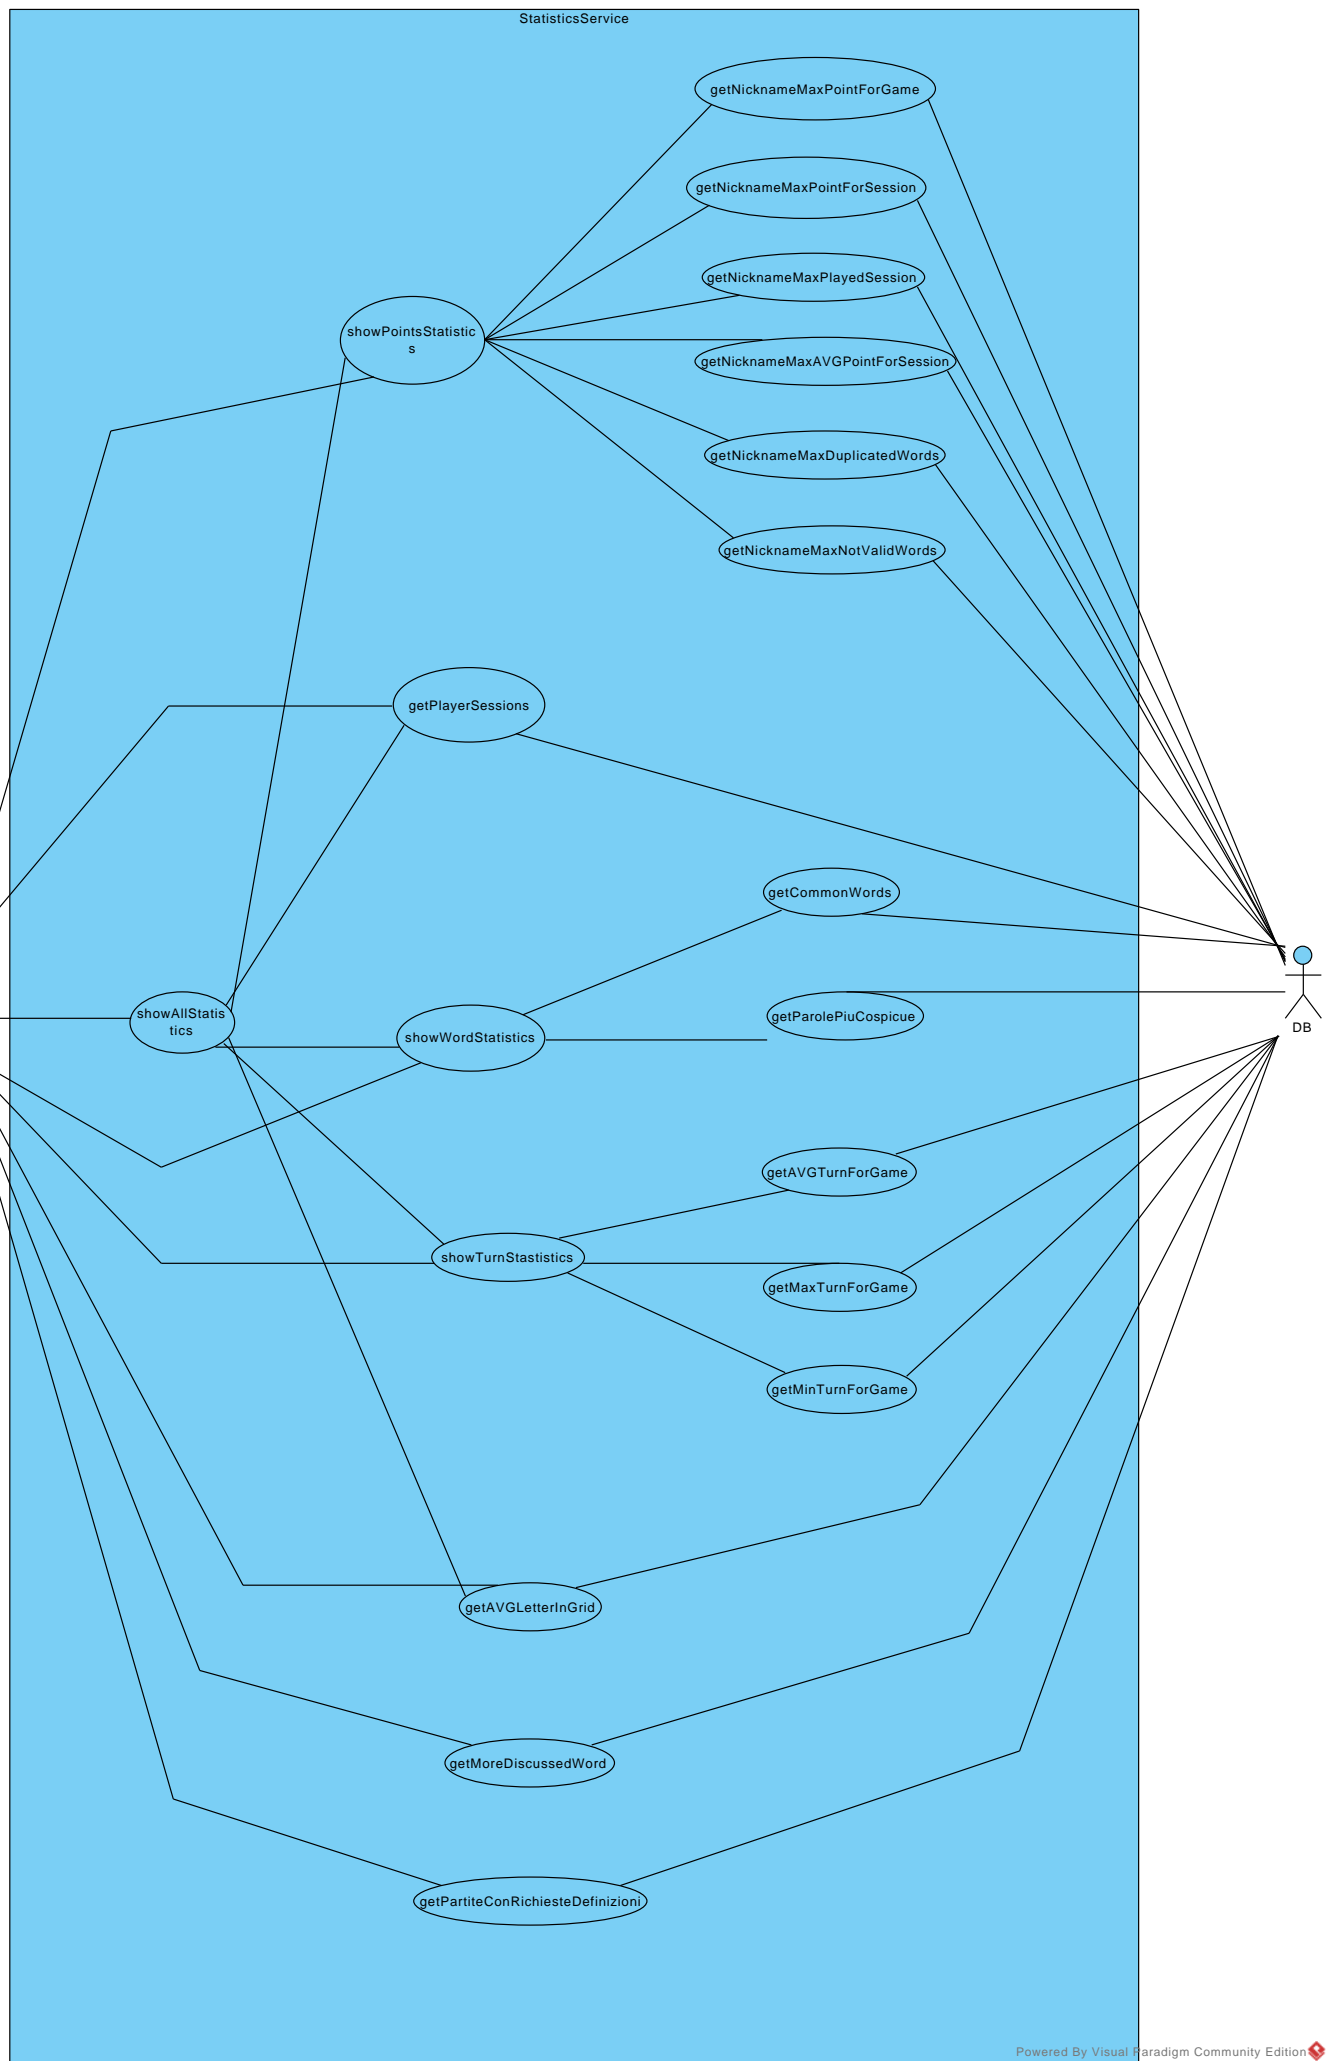 StatisticsService
getNicknameMaxPointForGame
getNicknameMaxPointForSession
getNicknameMaxPlayedSession
showPointsStatistic
s
getNicknameMaxAVGPointForSession
getNicknameMaxDuplicatedWords
getNicknameMaxNotValidWords
getPlayerSessions
getCommonWords
showAllStatis
tics
getParolePiuCospicue
showWordStatistics
DB
getAVGTurnForGame
showTurnStastistics
getMaxTurnForGame
getMinTurnForGame
getAVGLetterInGrid
getMoreDiscussedWord
getPartiteConRichiesteDefinizioni
Powered By Visual Paradigm Community Edition